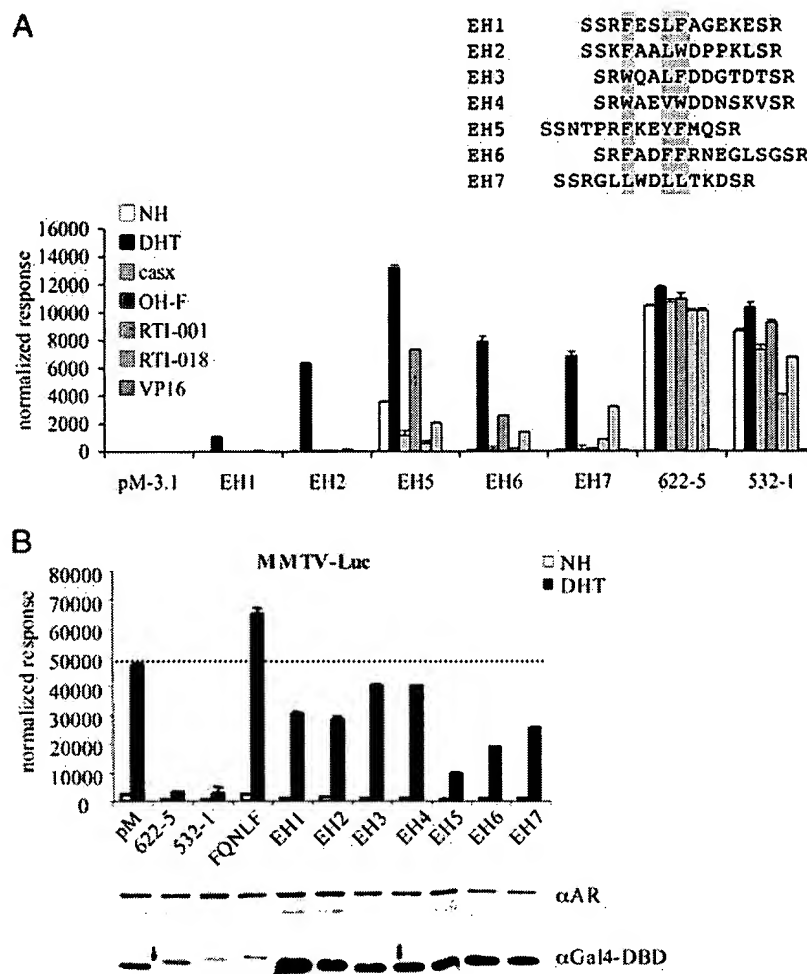 A
EH1 SSRFESLFAGEKESR
EH2 SSKFAALWDPPKLSR
EH3 SRWQALFDDGTDTSR
EH4 SRWAEVWDDNSKVSR
EH5 SSNTPRFKEYFMQSR
EH6 SRFADFFRNEGLSGSR
EH7 SSRGLLWDLLTKDSR
NH
DHT
casx
OH-F
RTI-001
RTI-018
VP16
normalized response
16000
14000
12000
10000
8000
6000
4000
2000
0
pM-3.1 EH1 EH2 EH5 EH6 EH7 622-5 532-1
B
MMTV-Luc
NH
DHT
normalized response
80000
70000
60000
50000
40000
30000
20000
10000
0
pM 622-5 532-1 FQNLF EH1 EH2 EH3 EH4 EH5 EH6 EH7
αAR
αGal4-DBD